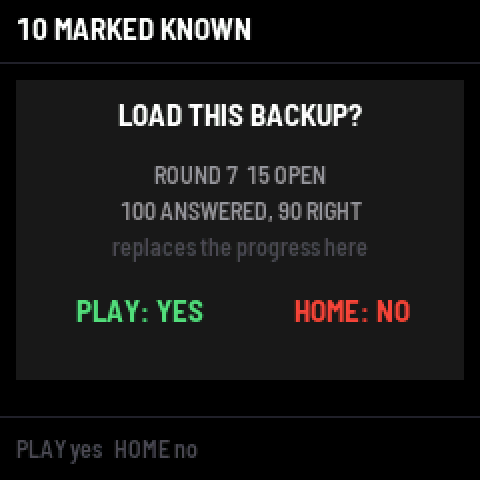 10 MARKED KNOWN
LOAD THIS BACKUP?
ROUND 7 15 OPEN
100 ANSWERED, 90 RIGHT
replaces the progress here
PLAY: YES HOME: NO
PLAY yes HOME no